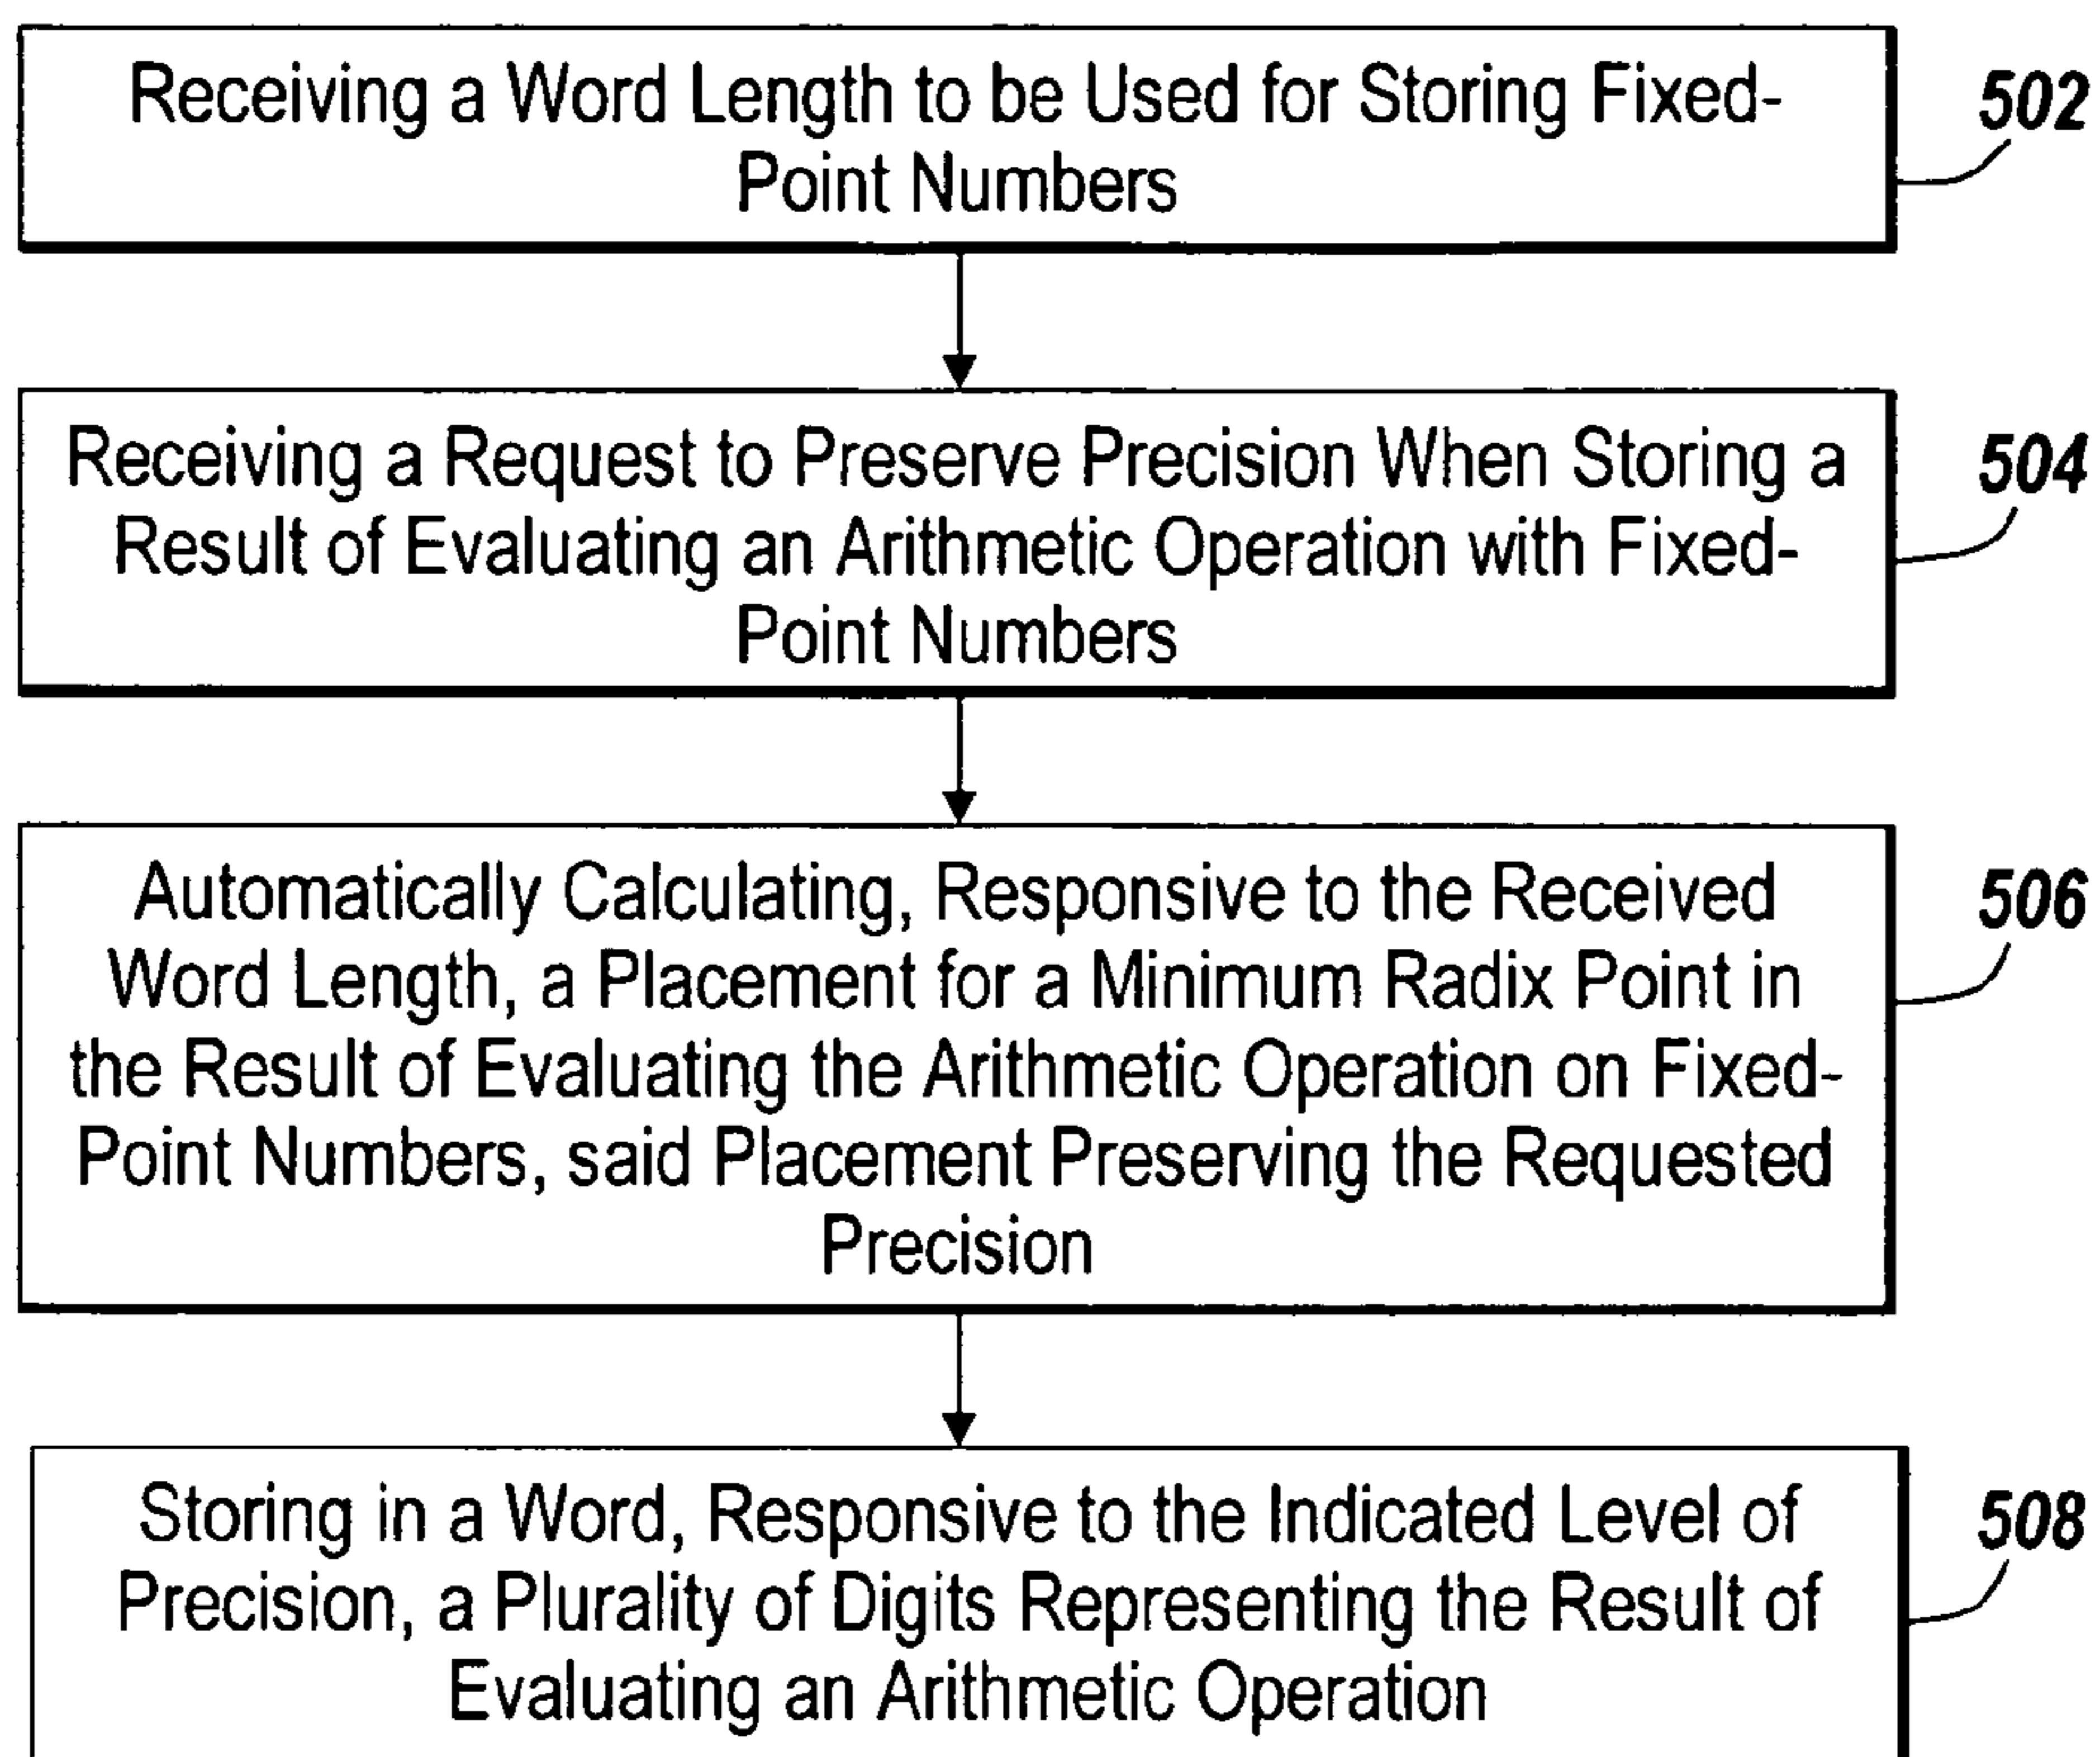 Receiving a Word Length to be Used for Storing Fixed-
Point Numbers
502
Receiving a Request to Preserve Precision When Storing a
Result of Evaluating an Arithmetic Operation with Fixed-
Point Numbers
504
Automatically Calculating, Responsive to the Received
Word Length, a Placement for a Minimum Radix Point in
the Result of Evaluating the Arithmetic Operation on Fixed-
Point Numbers, said Placement Preserving the Requested
Precision
506
Storing in a Word, Responsive to the Indicated Level of
Precision, a Plurality of Digits Representing the Result of
Evaluating an Arithmetic Operation
508